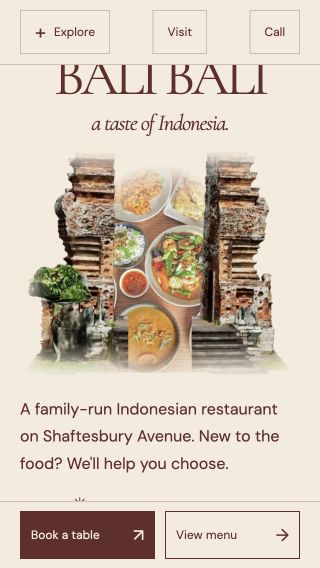 + Explore
Visit
Call
BALI BALI
a taste of Indonesia.
A family-run Indonesian restaurant
on Shaftesbury Avenue. New to the
food? We'll help you choose.
Book a table
View menu